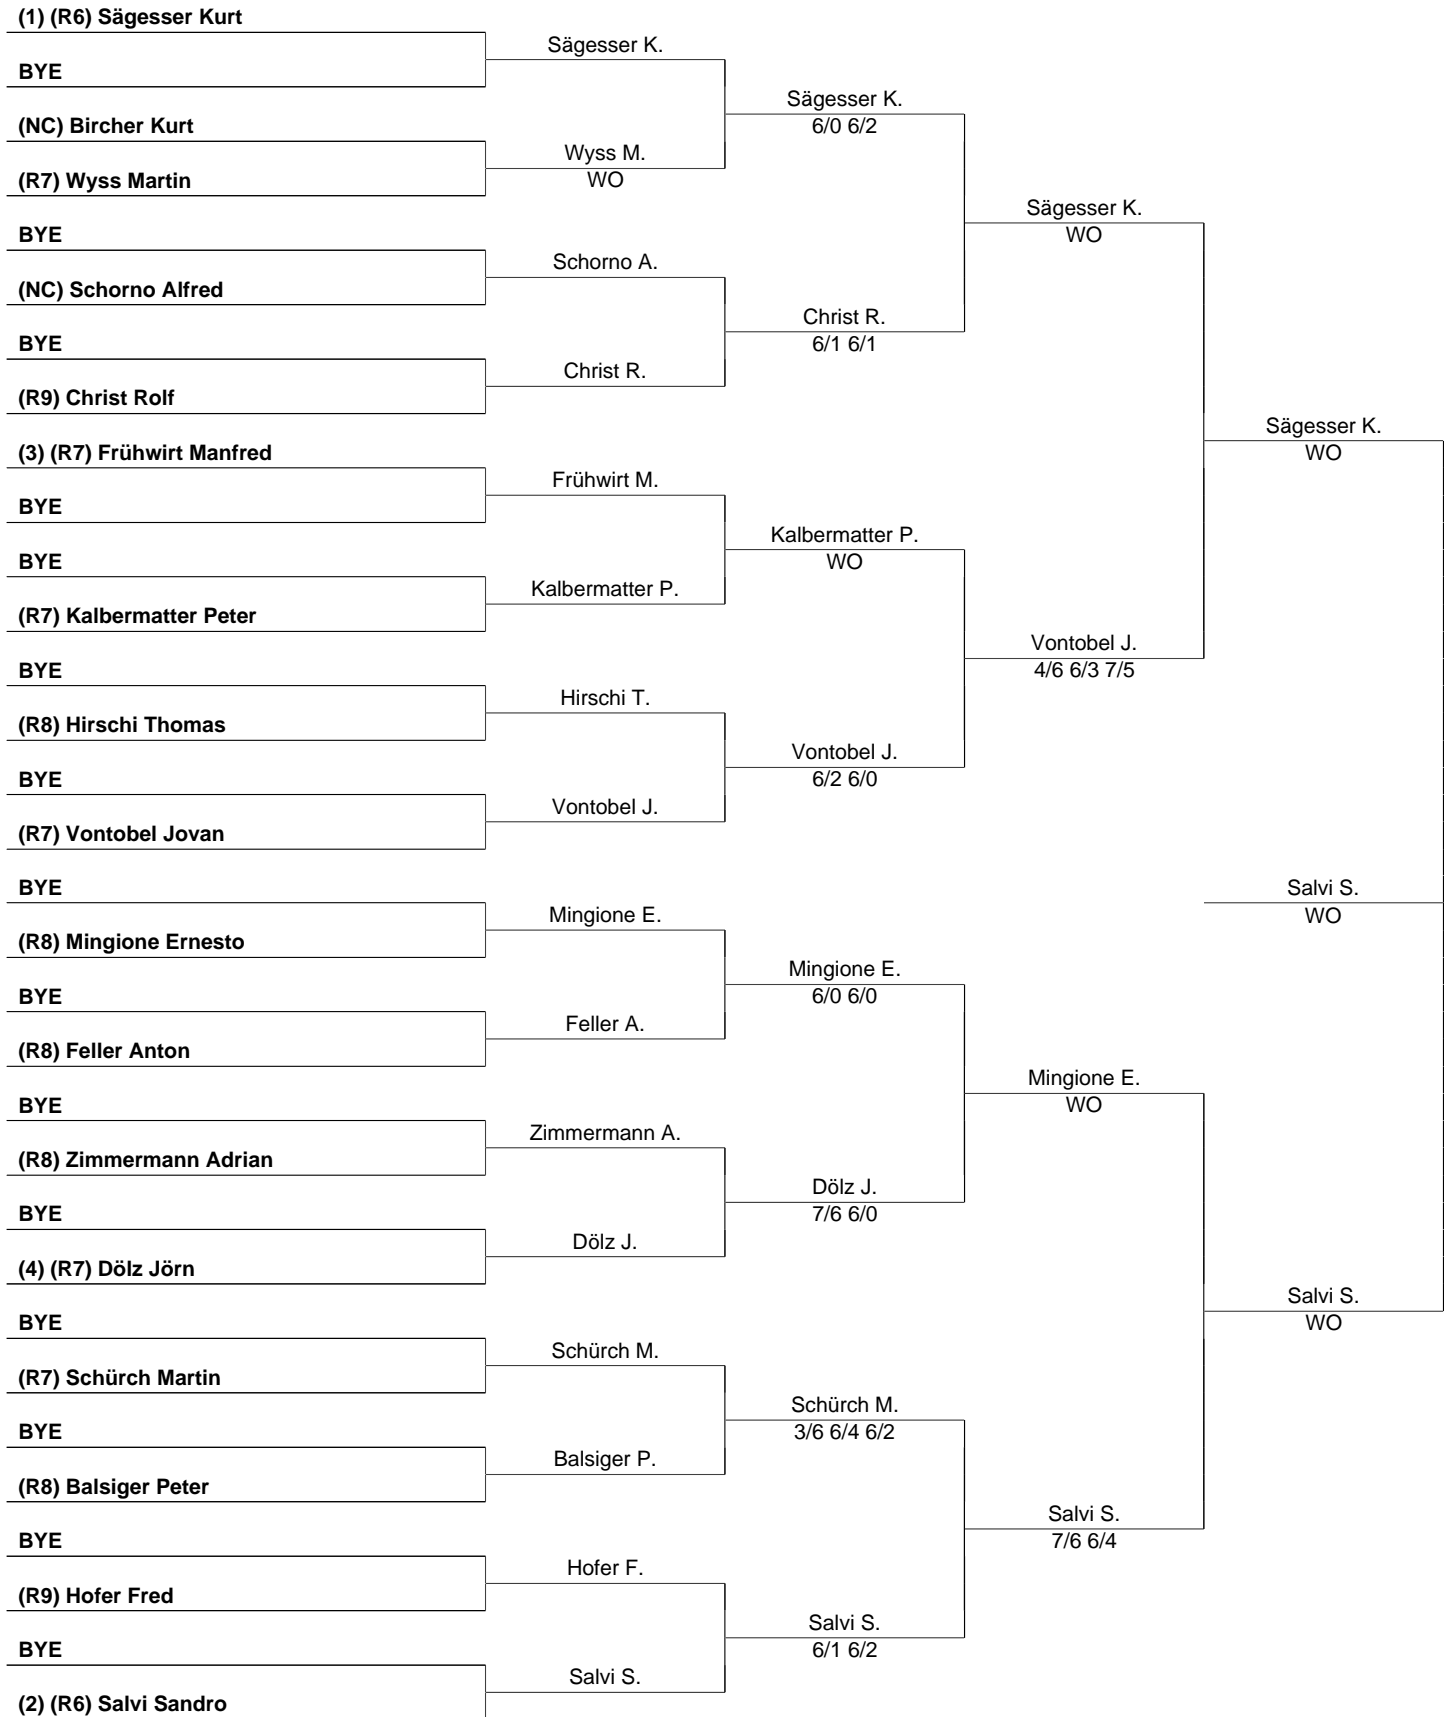 (1) (R6) Sägesser Kurt
BYE
(NC) Bircher Kurt
(R7) Wyss Martin
BYE
(NC) Schorno Alfred
BYE
(R9) Christ Rolf
(3) (R7) Frühwirt Manfred
BYE
BYE
(R7) Kalbermatter Peter
BYE
(R8) Hirschi Thomas
BYE
(R7) Vontobel Jovan
BYE
(R8) Mingione Ernesto
BYE
(R8) Feller Anton
BYE
(R8) Zimmermann Adrian
BYE
(4) (R7) Dölz Jörn
BYE
(R7) Schürch Martin
BYE
(R8) Balsiger Peter
BYE
(R9) Hofer Fred
BYE
(2) (R6) Salvi Sandro
Sägesser K.
Wyss M.
WO
Schorno A.
Christ R.
Frühwirt M.
Kalbermatter P.
Hirschi T.
Vontobel J.
Mingione E.
Feller A.
Zimmermann A.
Dölz J.
Schürch M.
Balsiger P.
Hofer F.
Salvi S.
Sägesser K.
6/0 6/2
Christ R.
6/1 6/1
Kalbermatter P.
WO
Vontobel J.
6/2 6/0
Mingione E.
6/0 6/0
Dölz J.
7/6 6/0
Schürch M.
3/6 6/4 6/2
Salvi S.
6/1 6/2
Sägesser K.
WO
Vontobel J.
4/6 6/3 7/5
Mingione E.
WO
Salvi S.
7/6 6/4
Sägesser K.
WO
Salvi S.
WO
Salvi S.
WO